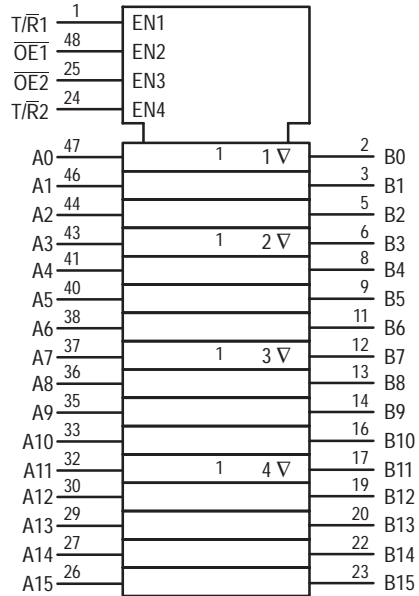 T/R̅1 1 EN1
O̅E̅1̅ 48 EN2
O̅E̅2̅ 25 EN3
T/R̅2 24 EN4
A0 47 1 1 ∇ 2 B0
A1 46 3 B1
A2 44 5 B2
A3 43 1 2 ∇ 6 B3
A4 41 8 B4
A5 40 9 B5
A6 38 11 B6
A7 37 1 3 ∇ 12 B7
A8 36 13 B8
A9 35 14 B9
A10 33 16 B10
A11 32 1 4 ∇ 17 B11
A12 30 19 B12
A13 29 20 B13
A14 27 22 B14
A15 26 23 B15